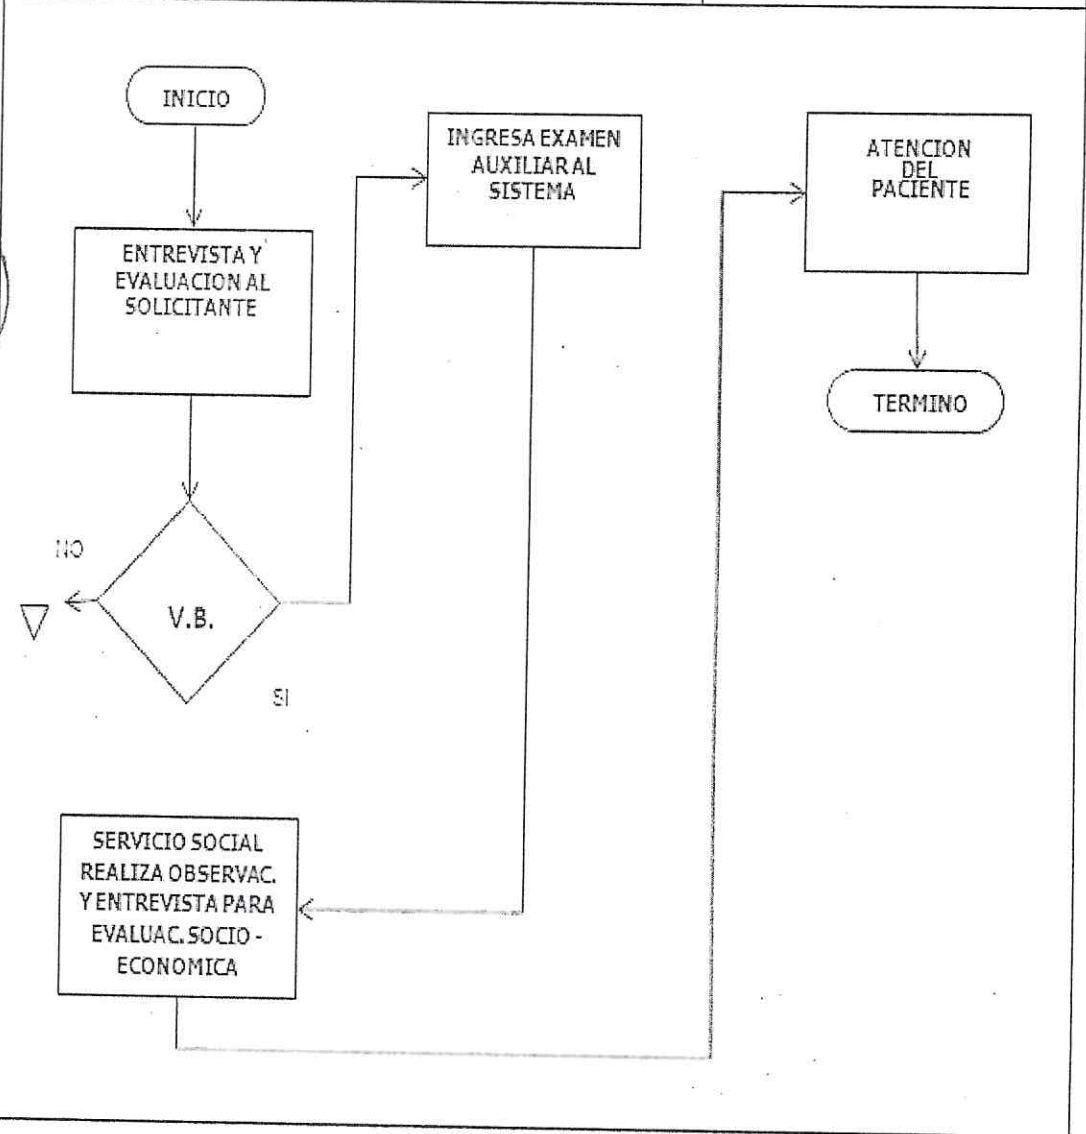 INICIO
ENTREVISTA Y
EVALUACION AL
SOLICITANTE
NO
V.B.
SI
INGRESA EXAMEN
AUXILIAR AL
SISTEMA
SERVICIO SOCIAL
REALIZA OBSERVAC.
Y ENTREVISTA PARA
EVALUAC. SOCIO -
ECONOMICA
ATENCION
DEL
PACIENTE
TERMINO